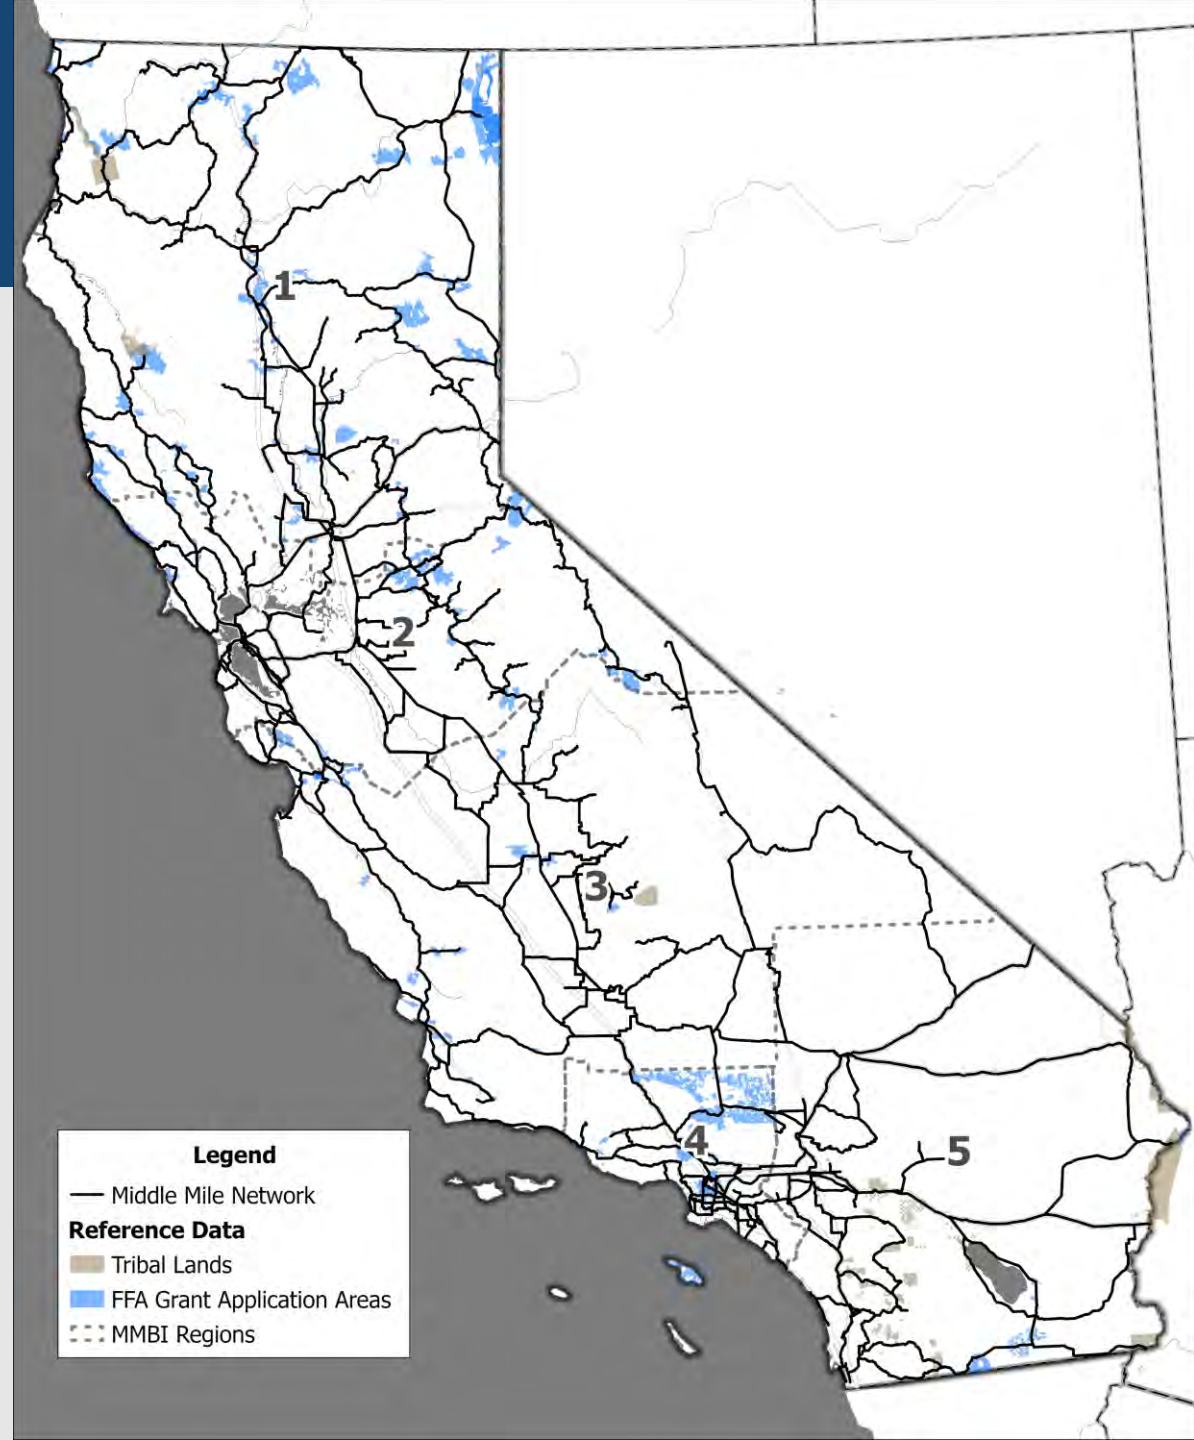 1
2
3
4
5
Legend
Middle Mile Network
Reference Data
Tribal Lands
FFA Grant Application Areas
MMBI Regions